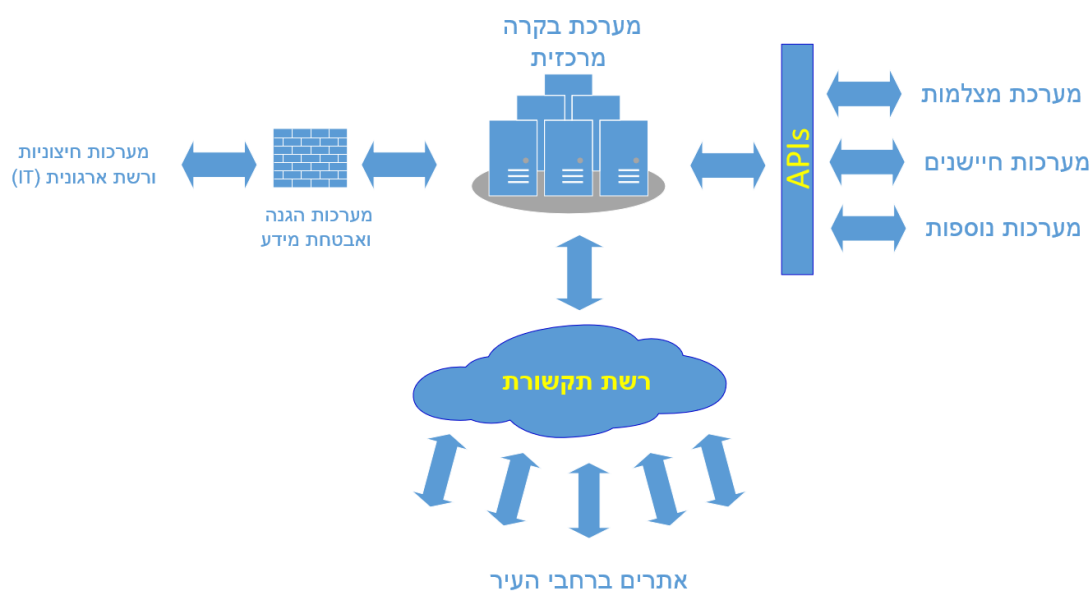 מערכת בקרה
מרכזית
APIs
מערכת מצלמות
מערכות חיישנים
מערכות נוספות
מערכות חיצוניות
ורשת ארגונית (IT)
מערכות הגנה
ואבטחת מידע
רשת תקשורת
אתרים ברחבי העיר